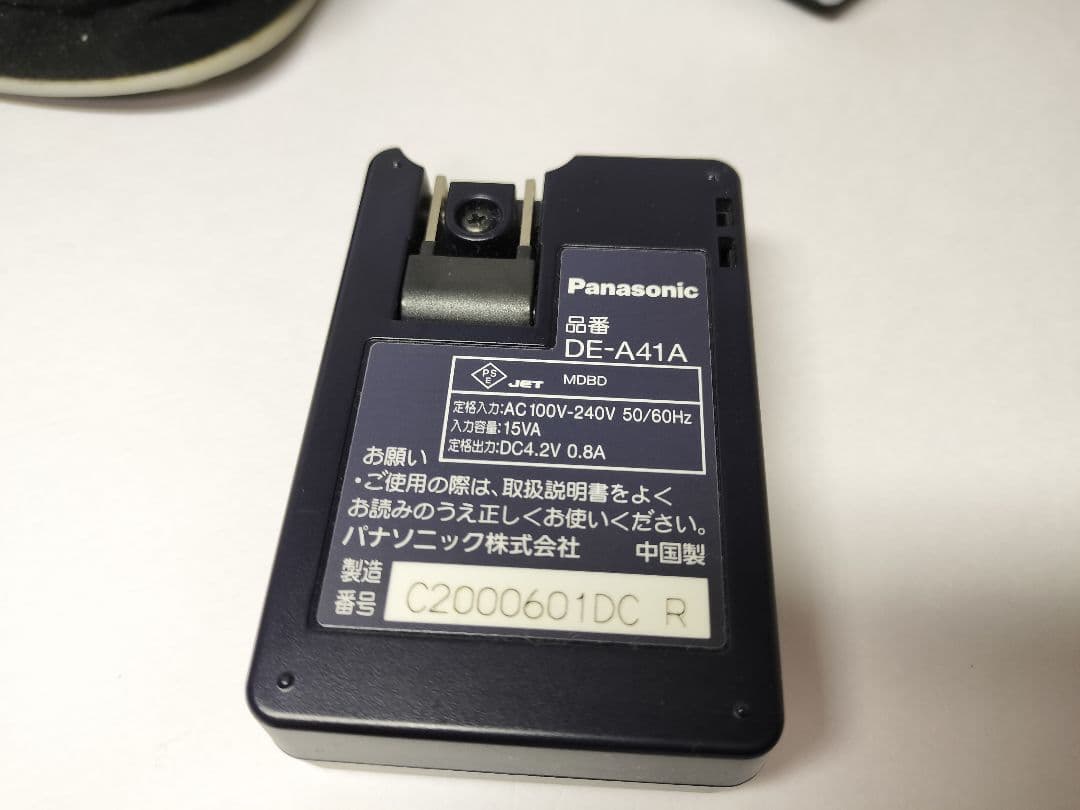 Panasonic
品番
DE-A41A
PS
E
JET MDBD
定格入力:AC100V-240V 50/60Hz
入力容量:15VA
定格出力:DC4.2V 0.8A
お願い
・ご使用の際は、取扱説明書をよく
お読みのうえ正しくお使いください。
パナソニック株式会社 中国製
製造
番号
C2000601DC R